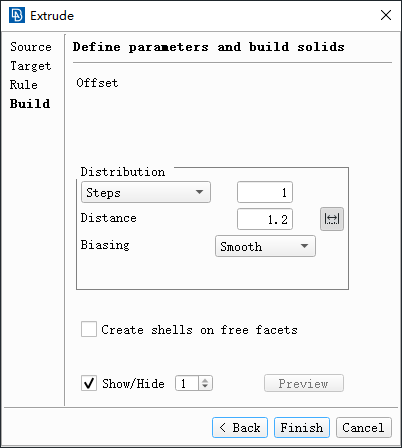 Extrude
Source
Target
Rule
Build
Define parameters and build solids
Offset
Distribution
Steps 1
Distance 1.2
Biasing Smooth
Create shells on free facets
Show/Hide 1 Preview
< Back Finish Cancel